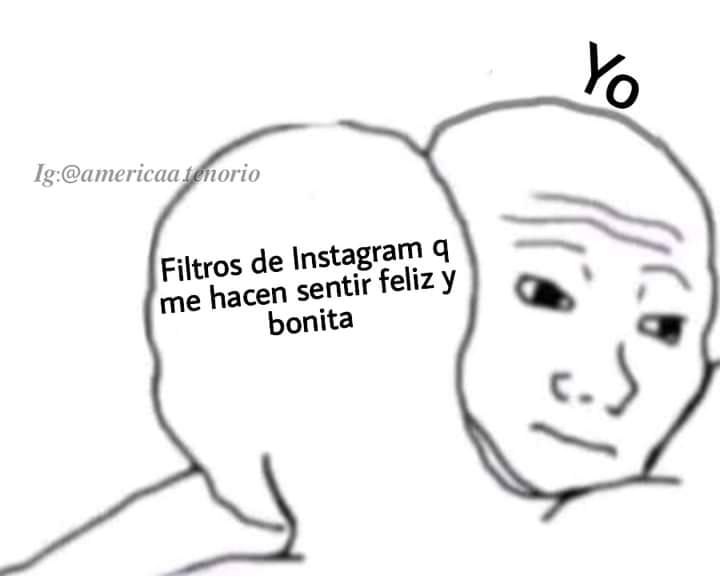 Yo
Ig:@americaa.tenorio
Filtros de Instagram q
me hacen sentir feliz y
bonita